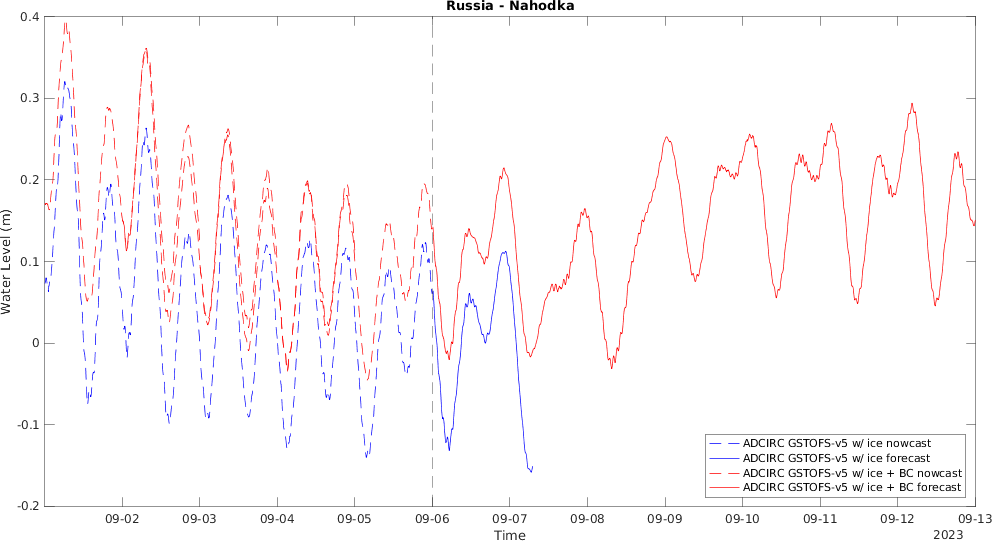 Russia - Nahodka
0.4
0.3
0.2
0.1
0
-0.1
-0.2
Water Level (m)
ADCIRC GSTOFS-v5 w/ ice nowcast
ADCIRC GSTOFS-v5 w/ ice forecast
ADCIRC GSTOFS-v5 w/ ice + BC nowcast
ADCIRC GSTOFS-v5 w/ ice + BC forecast
09-02 09-03 09-04 09-05 09-06 09-07 09-08 09-09 09-10 09-11 09-12 09-13
Time
2023